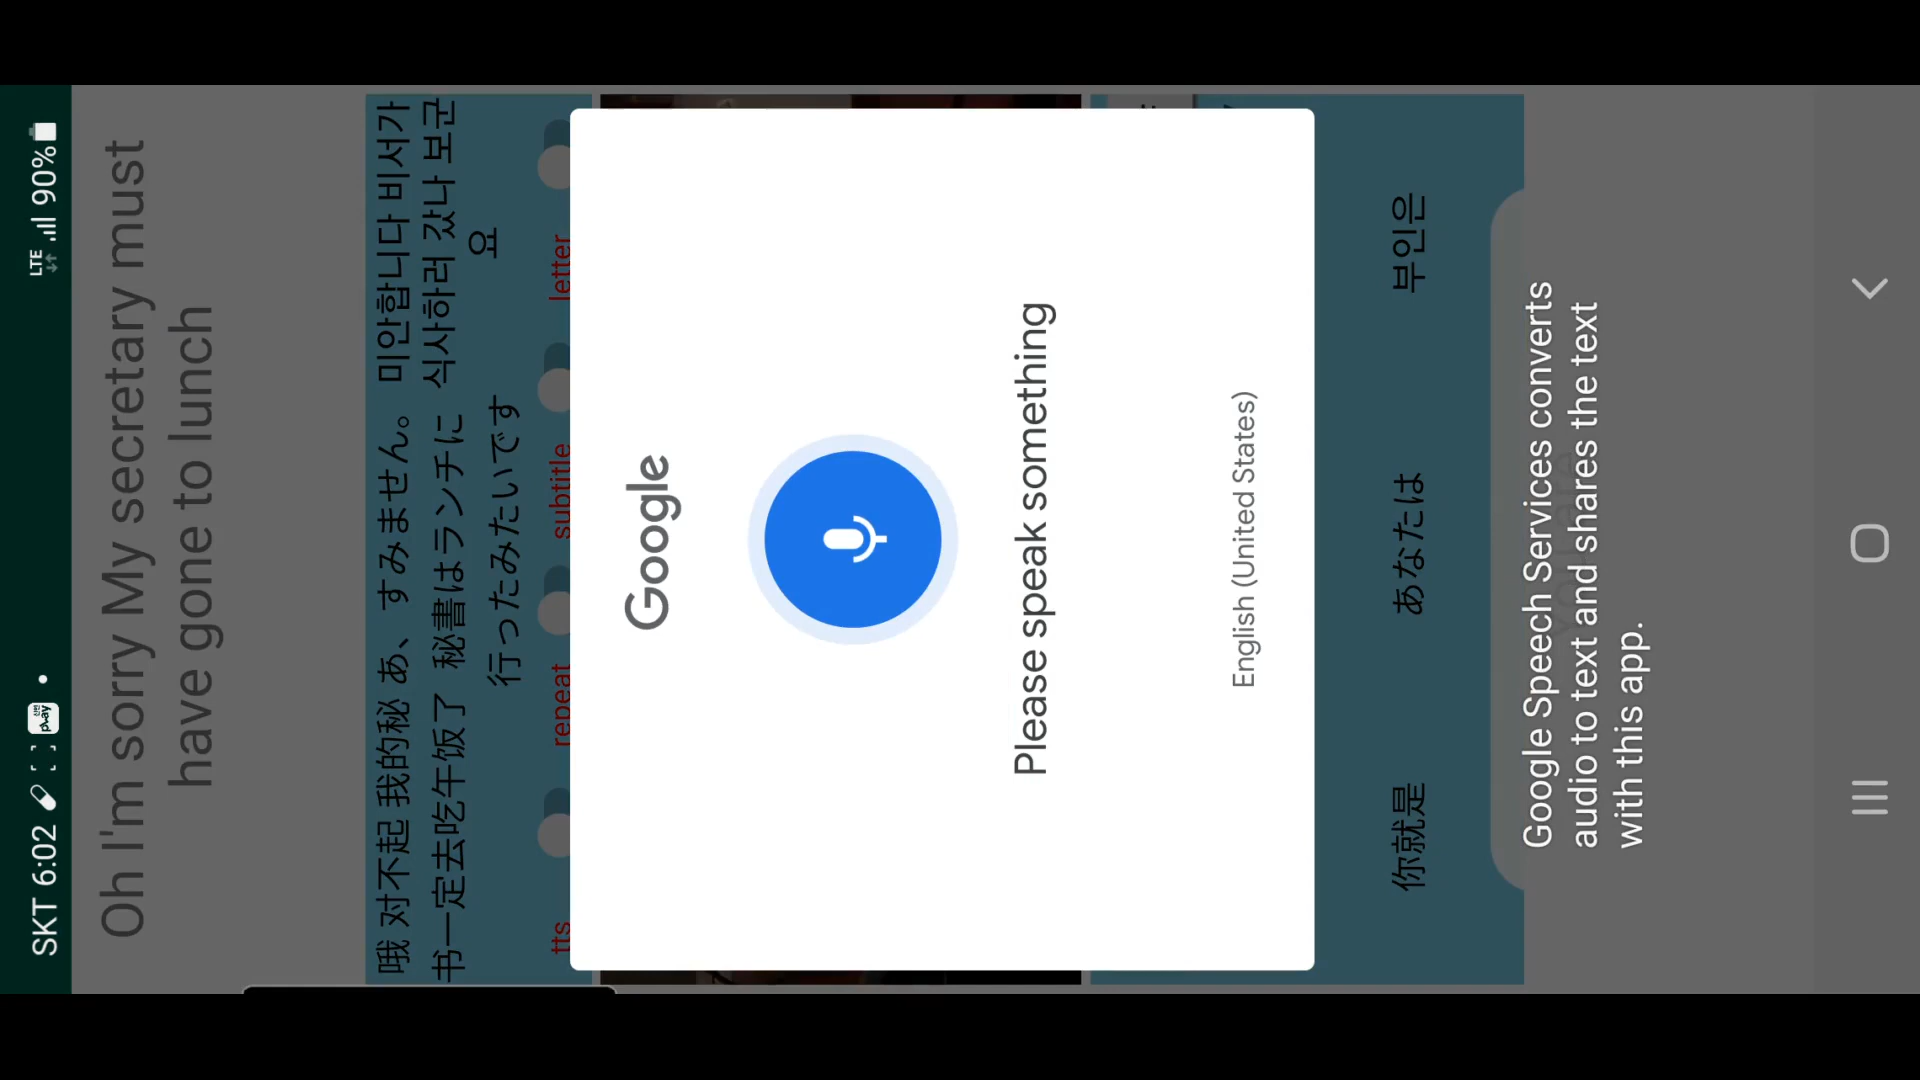 SKT 6:02
play
LTE
90%
Oh I'm sorry My secretary must
have gone to lunch
哦 对不起 我的秘
书一定去吃午饭了
あ、すみません。
秘書はランチに
行ったみたいです
미안합니다 비서가
식사하러 갔나 보군
요
tts
repeat
subtitle
letter
Google
Please speak something
English (United States)
你就是
あなたは
부인은
Google Speech Services converts
audio to text and shares the text
with this app.